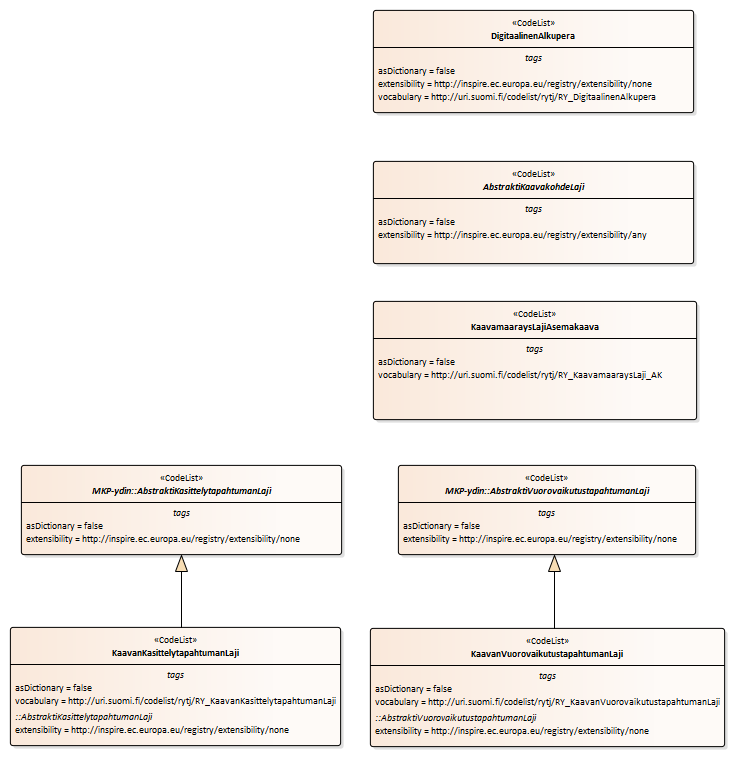 «CodeList»
DigitaalinenAlkupera
tags
asDictionary = false
extensibility = http://inspire.ec.europa.eu/registry/extensibility/none
vocabulary = http://uri.suomi.fi/codelist/rytj/RY_DigitaalinenAlkupera
«CodeList»
AbstraktiKaavakohdeLaji
tags
asDictionary = false
extensibility = http://inspire.ec.europa.eu/registry/extensibility/any
«CodeList»
KaavamaaraysLajiAsemakaava
tags
asDictionary = false
vocabulary = http://uri.suomi.fi/codelist/rytj/RY_KaavamaaraysLaji_AK
«CodeList»
MKP-ydin::AbstraktiKasittelytapahtumanLaji
tags
asDictionary = false
extensibility = http://inspire.ec.europa.eu/registry/extensibility/none
«CodeList»
MKP-ydin::AbstraktiVuorovaikutustapahtumanLaji
tags
asDictionary = false
extensibility = http://inspire.ec.europa.eu/registry/extensibility/none
«CodeList»
KaavanKasittelytapahtumanLaji
tags
asDictionary = false
vocabulary = http://uri.suomi.fi/codelist/rytj/RY_KaavanKasittelytapahtumanLaji
::AbstraktiKasittelytapahtumanLaji
extensibility = http://inspire.ec.europa.eu/registry/extensibility/none
«CodeList»
KaavanVuorovaikutustapahtumanLaji
tags
asDictionary = false
vocabulary = http://uri.suomi.fi/codelist/rytj/RY_KaavanVuorovaikutustapahtumanLaji
::AbstraktiVuorovaikutustapahtumanLaji
extensibility = http://inspire.ec.europa.eu/registry/extensibility/none